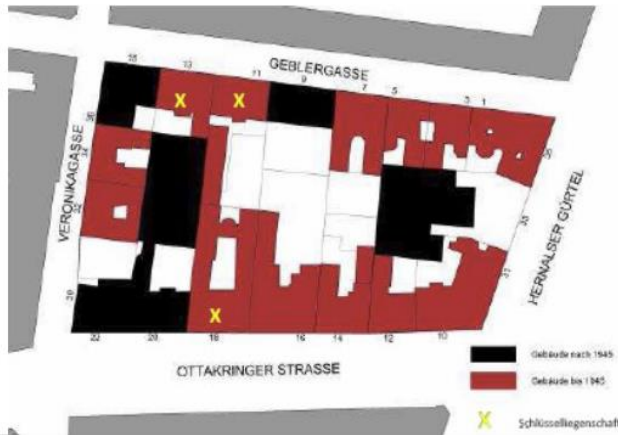 GEBLERGASSE
15
13
11
9
7
5
3
1
VERONIKAGASSE
36
34
32
30
HERNALSER GÜRTEL
35
33
31
22
20
18
16
14
12
10
OTTAKRINGER STRASSE
X
X
X
Gebäude nach 1945
Gebäude bis 1945
X Schlüsselliegenschaft